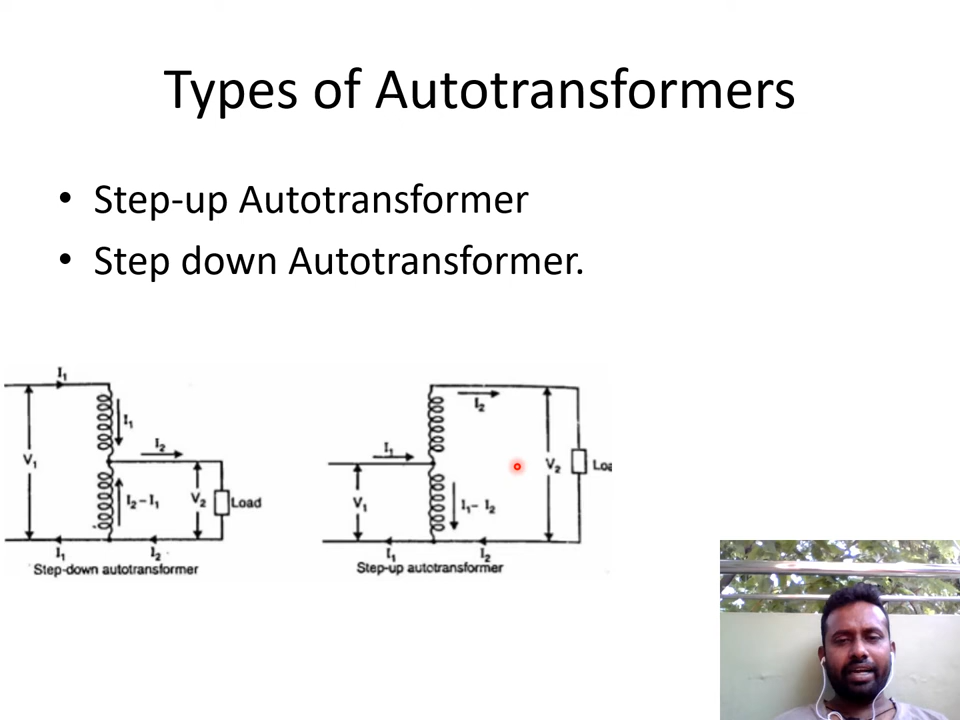 Types of Autotransformers
• Step-up Autotransformer
• Step down Autotransformer.
I₁
I₁
I₂
V₁
I₂-I₁
V₂
Load
I₁
I₂
Step-down autotransformer
I₂
I₁
V₂
V₁
I₁- I₂
I₁
I₂
Step-up autotransformer